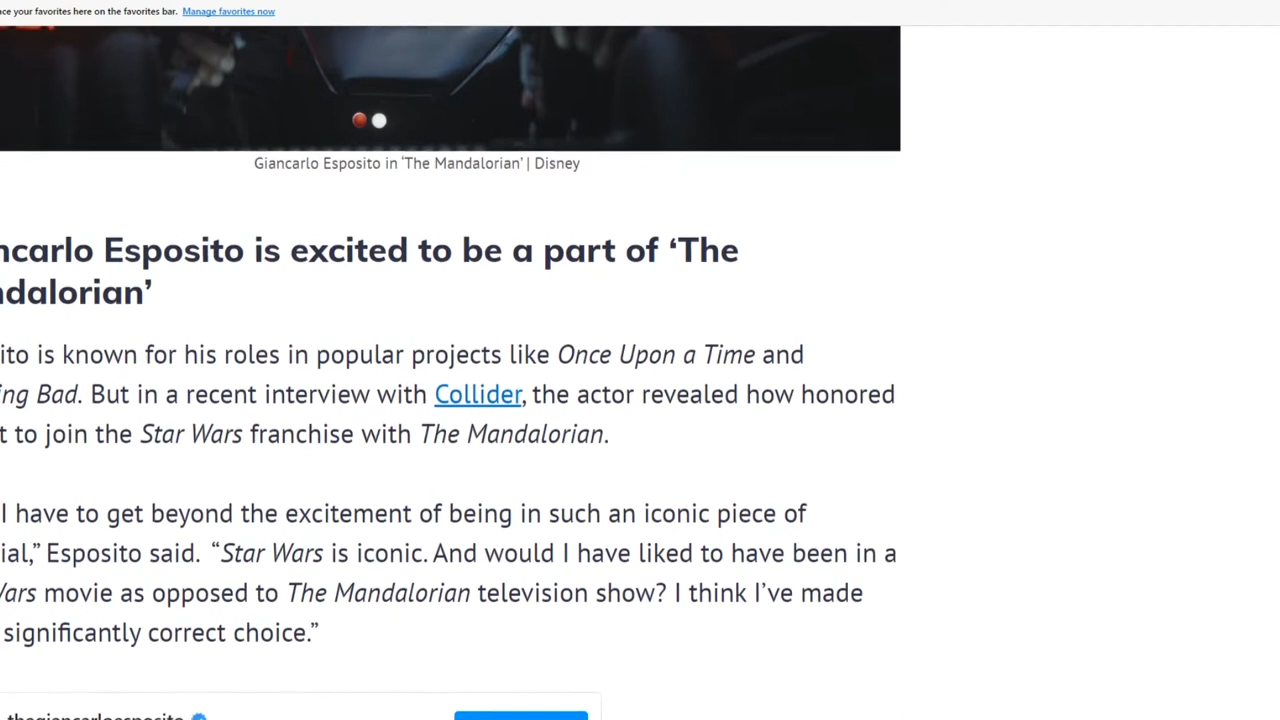 ce your favorites here on the favorites bar. Manage favorites now
Giancarlo Esposito in ‘The Mandalorian’ | Disney
ncarlo Esposito is excited to be a part of ‘The
ndalorian’
ito is known for his roles in popular projects like Once Upon a Time and
ing Bad. But in a recent interview with Collider, the actor revealed how honored
t to join the Star Wars franchise with The Mandalorian.
I have to get beyond the excitement of being in such an iconic piece of
ial,” Esposito said. “Star Wars is iconic. And would I have liked to have been in a
Wars movie as opposed to The Mandalorian television show? I think I’ve made
significantly correct choice.”
thegiancarloesposito